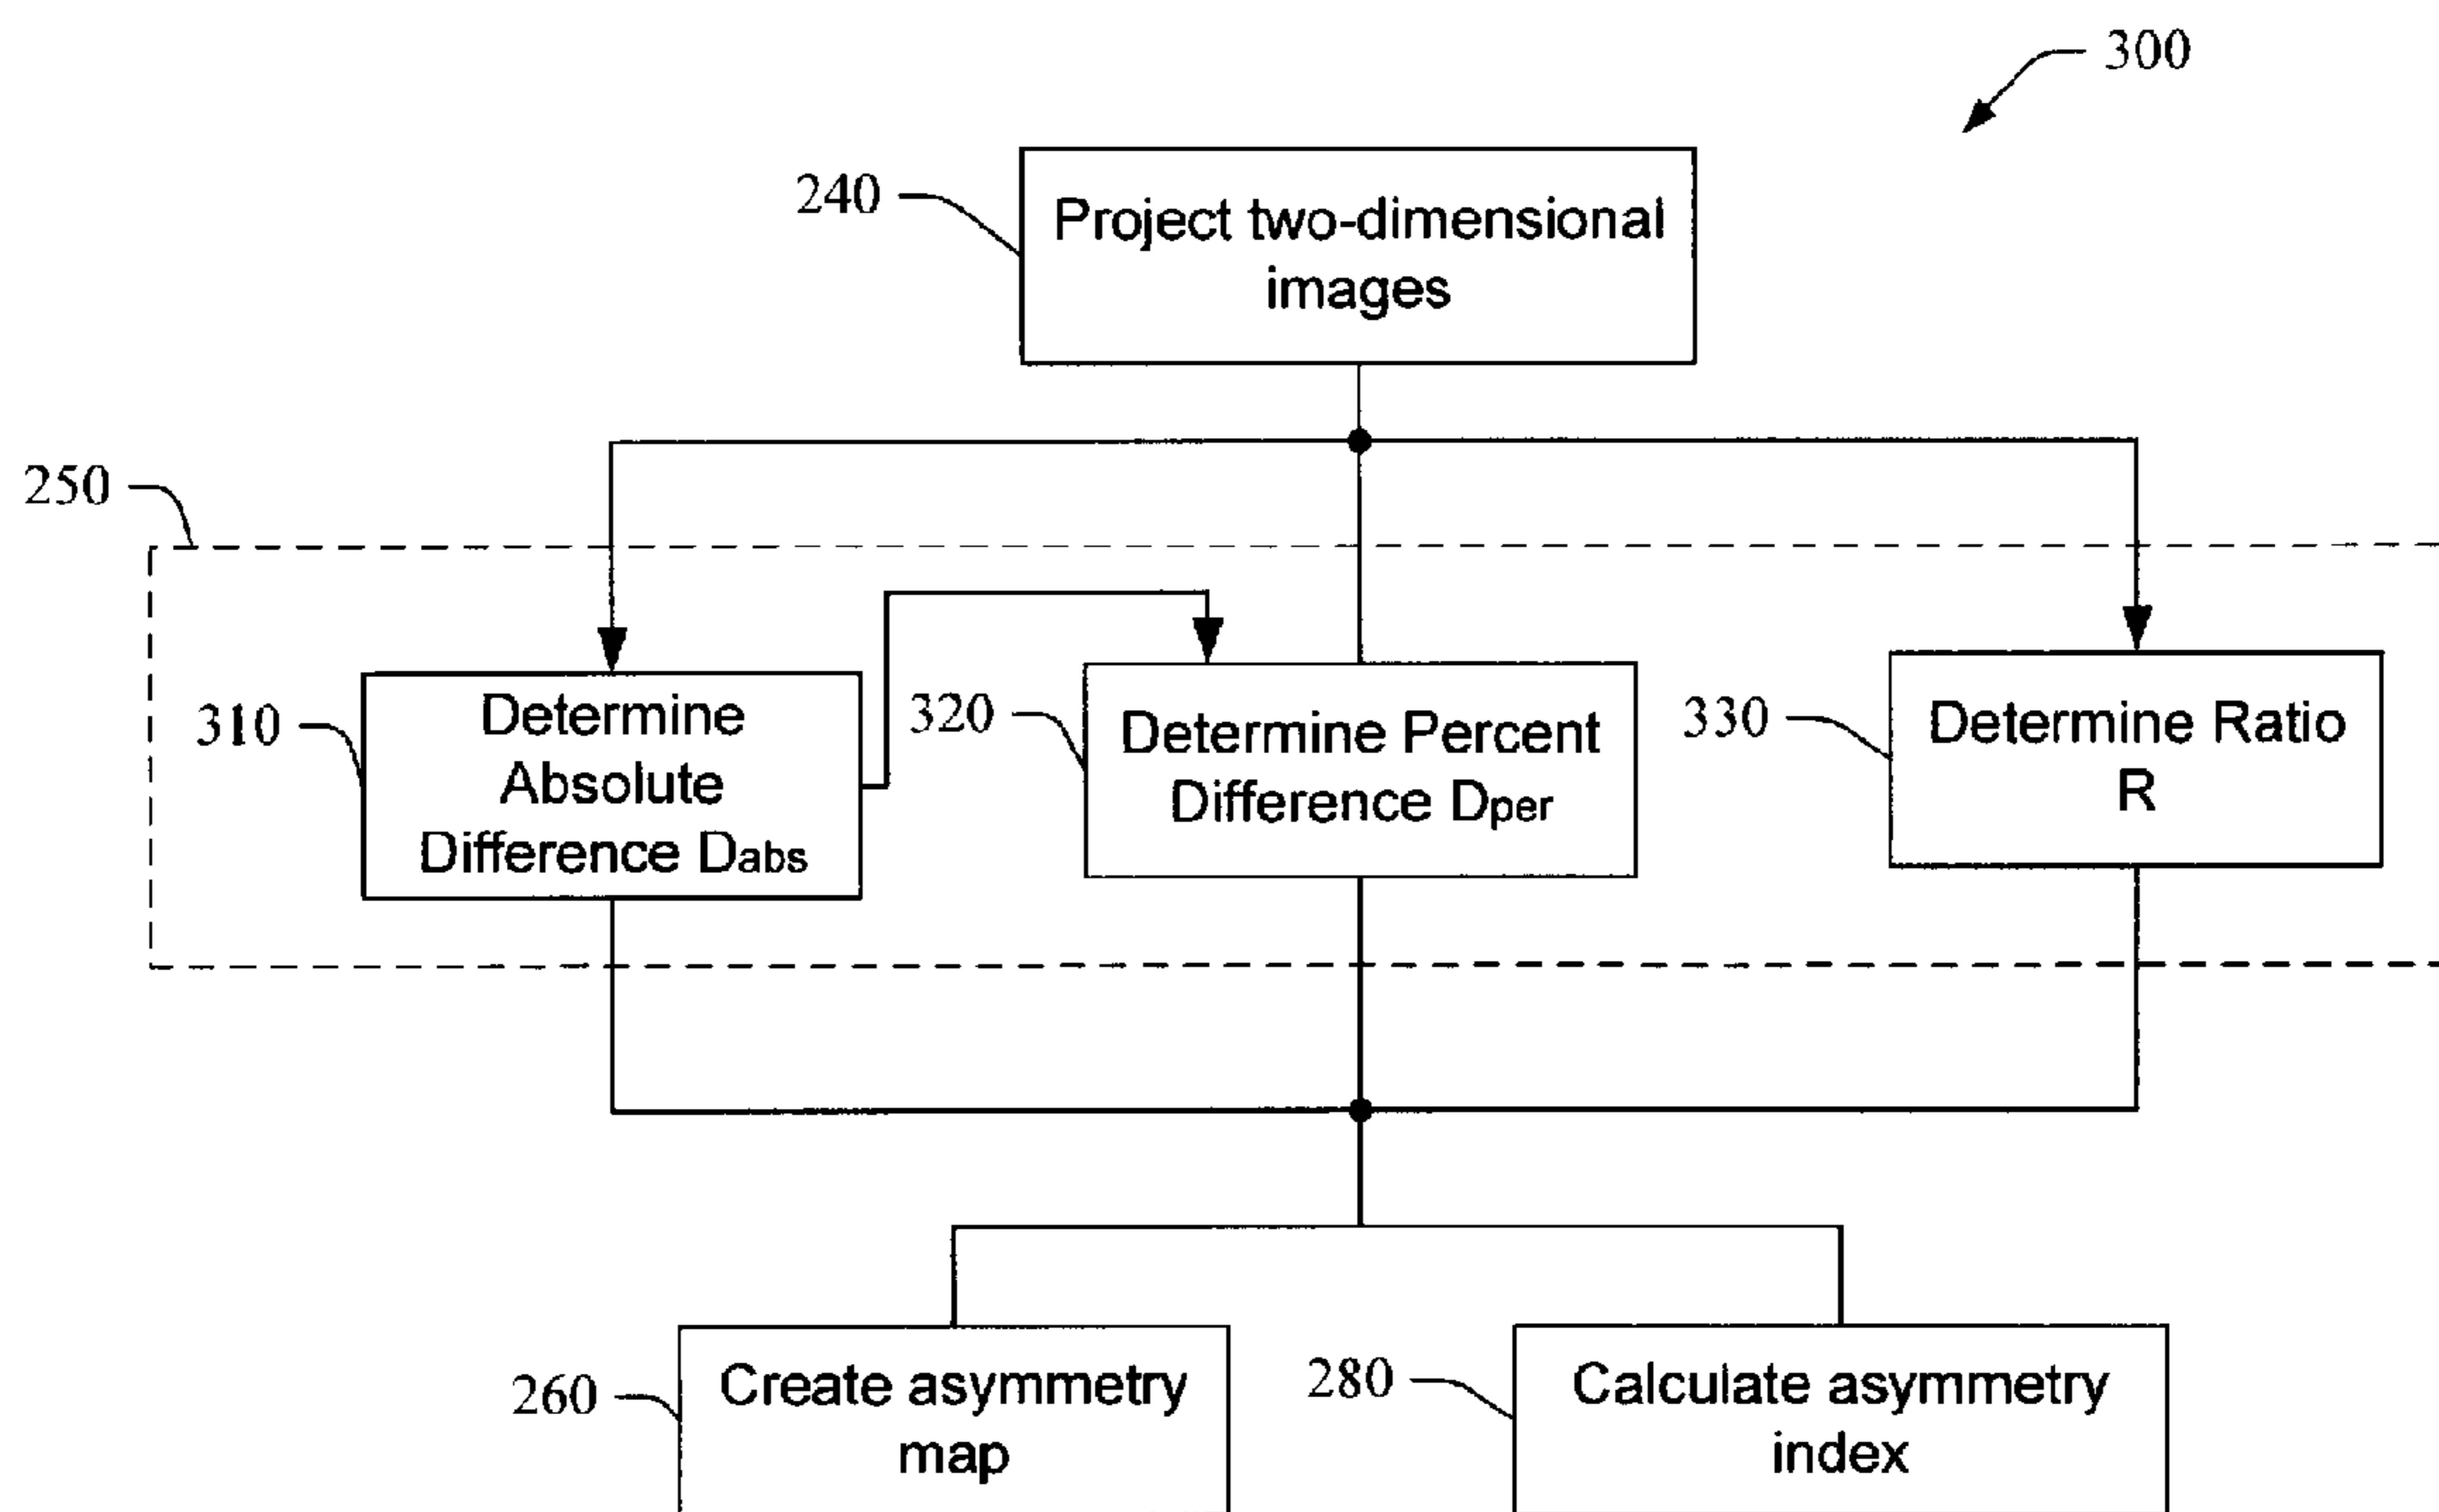 300
240
Project two-dimensional
images
250
310
Determine
Absolute
Difference Dabs
320
Determine Percent
Difference Dper
330
Determine Ratio
R
260
Create asymmetry
map
280
Calculate asymmetry
index